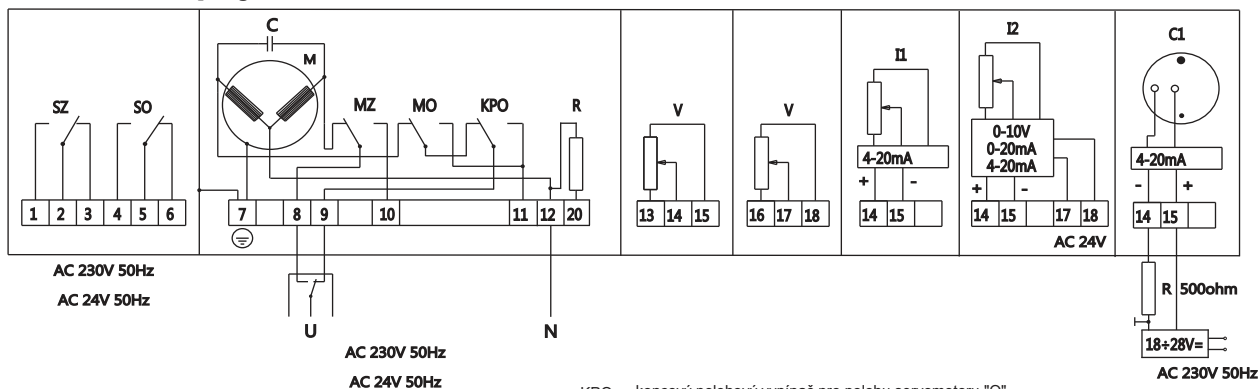 C
M
SZ
SO
MZ
MO
KPO
R
V
V
I1
I2
C1
4-20mA
+ -
0-10V
0-20mA
4-20mA
+ -
4-20mA
- +
1 2 3 4 5 6
7 8 9 10 11 12 20
13 14 15
16 17 18
14 15
14 15 17 18
14 15
AC 24V
AC 230V 50Hz
AC 24V 50Hz
U
N
AC 230V 50Hz
AC 24V 50Hz
R 500ohm
18÷28V=
AC 230V 50Hz